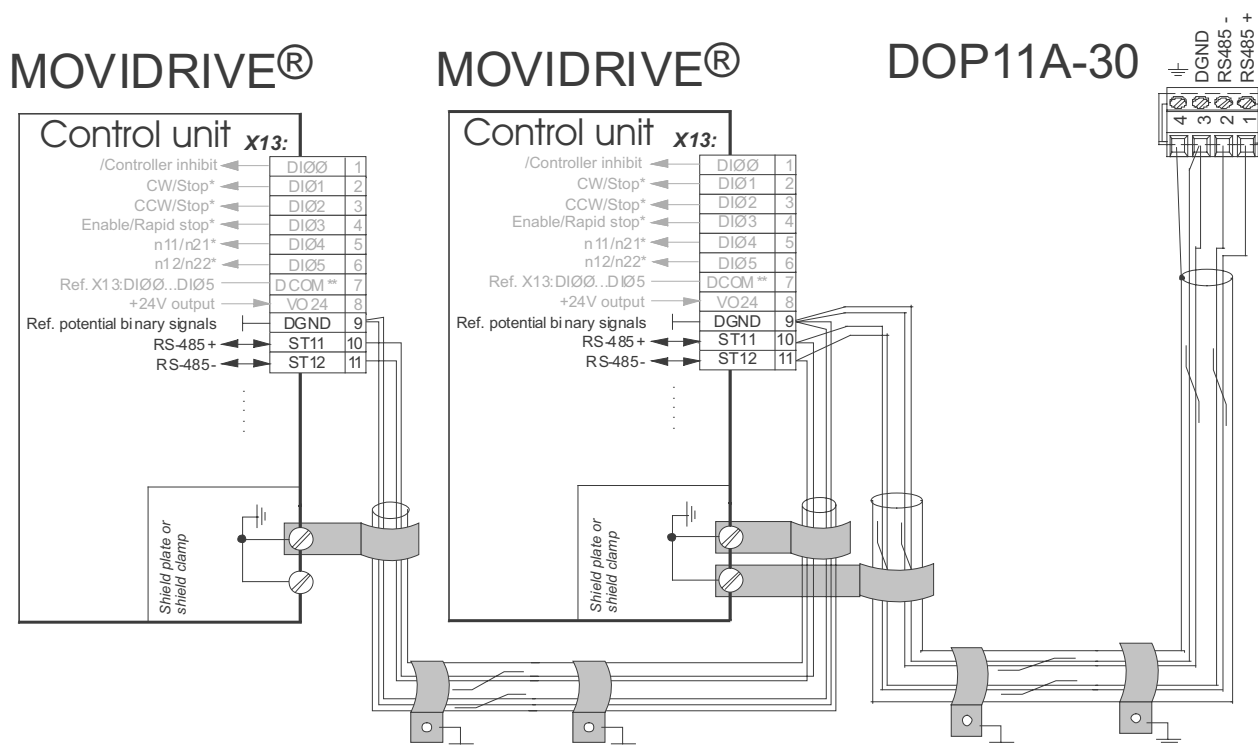 MOVIDRIVE®
Control unit X13:
/Controller inhibit DIØØ 1
CW/Stop* DIØ1 2
CCW/Stop* DIØ2 3
Enable/Rapid stop* DIØ3 4
n11/n21* DIØ4 5
n12/n22* DIØ5 6
Ref. X13:DIØØ...DIØ5 DCOM** 7
+24V output VO24 8
Ref. potential binary signals DGND 9
RS-485+ ST11 10
RS-485- ST12 11
Shield plate or
shield clamp
MOVIDRIVE®
Control unit X13:
/Controller inhibit DIØØ 1
CW/Stop* DIØ1 2
CCW/Stop* DIØ2 3
Enable/Rapid stop* DIØ3 4
n11/n21* DIØ4 5
n12/n22* DIØ5 6
Ref. X13:DIØØ...DIØ5 DCOM** 7
+24V output VO24 8
Ref. potential binary signals DGND 9
RS-485+ ST11 10
RS-485- ST12 11
Shield plate or
shield clamp
DOP11A-30
DGND
RS485 -
RS485 +
4 3 2 1